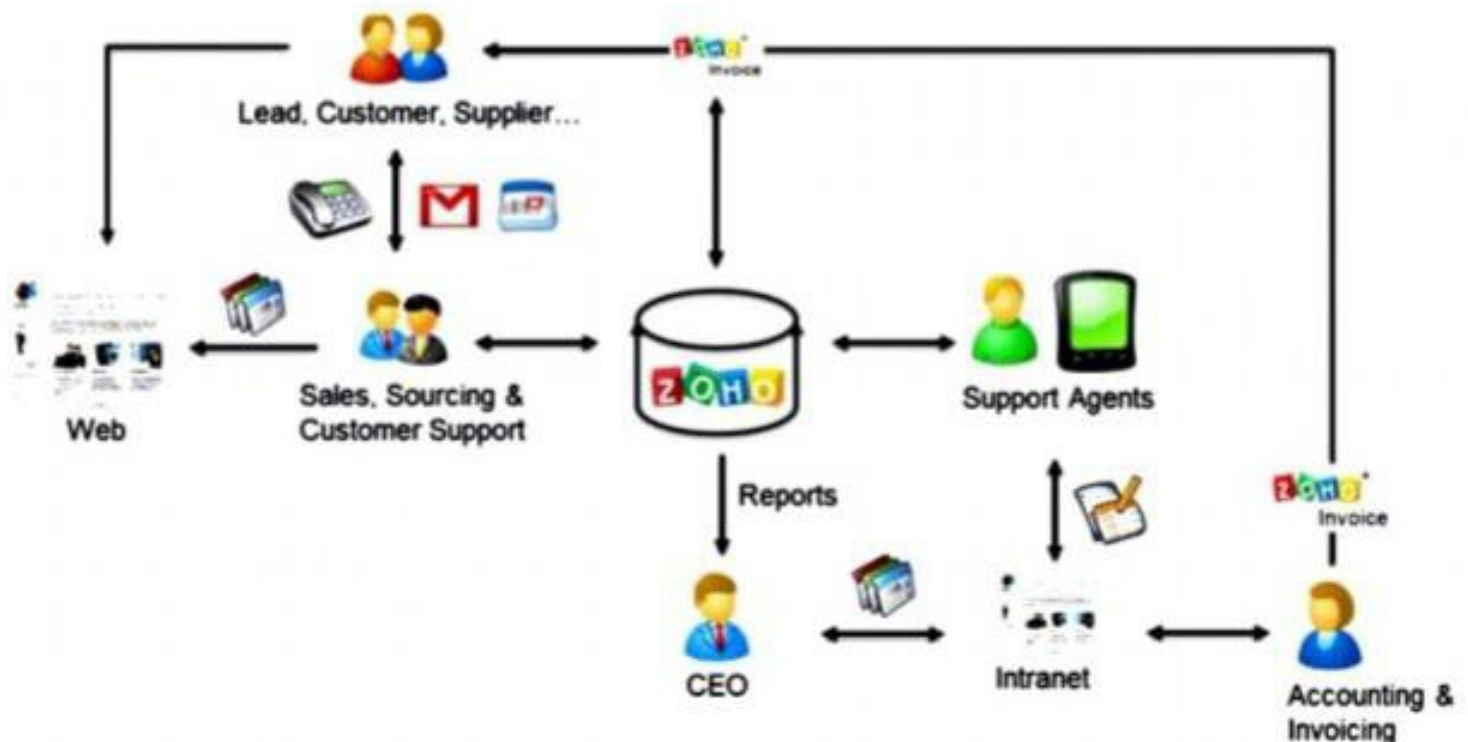 ZOHO
Invoice
Lead, Customer, Supplier...
Web
Sales, Sourcing &
Customer Support
ZOHO
Support Agents
Reports
ZOHO
Invoice
CEO
Intranet
Accounting &
Invoicing